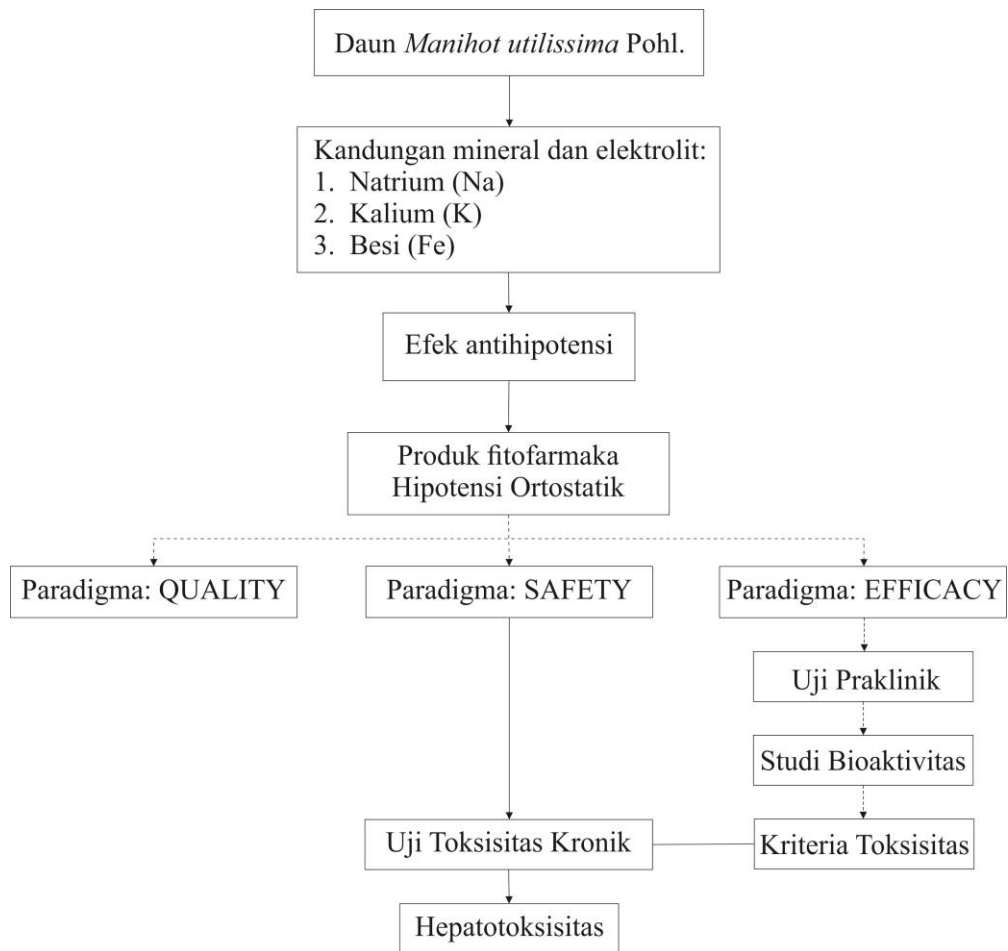 Daun Manihot utilissima Pohl.
Kandungan mineral dan elektrolit:
1. Natrium (Na)
2. Kalium (K)
3. Besi (Fe)
Efek antihipotensi
Produk fitofarmaka
Hipotensi Ortostatik
Paradigma: QUALITY
Paradigma: SAFETY
Paradigma: EFFICACY
Uji Praklinik
Studi Bioaktivitas
Uji Toksisitas Kronik
Kriteria Toksisitas
Hepatotoksisitas